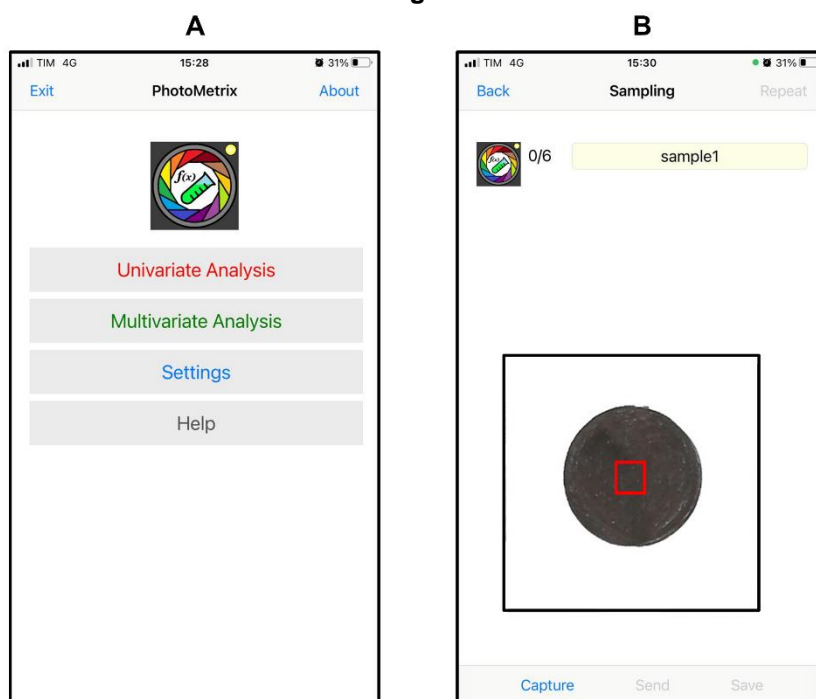 A
TIM 4G 15:28 31%
Exit PhotoMetrix About
f(x)
Univariate Analysis
Multivariate Analysis
Settings
Help
B
TIM 4G 15:30 31%
Back Sampling Repeat
0/6 sample1
Capture Send Save